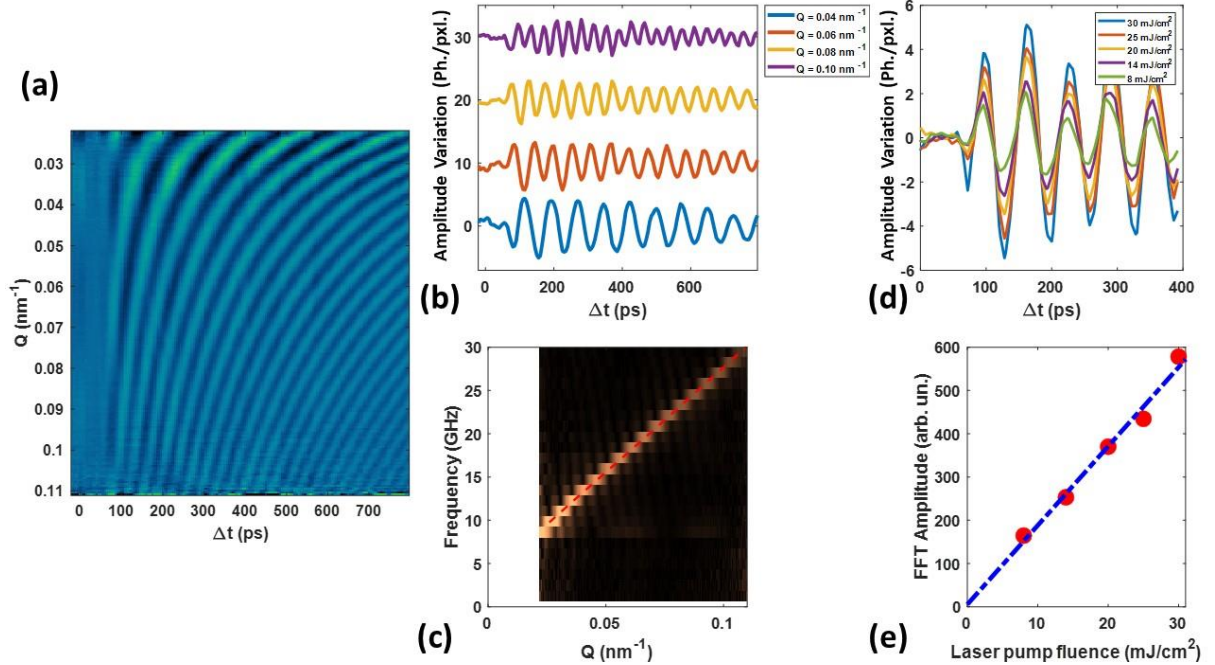 (a)
Q (nm⁻¹)
0.03
0.04
0.05
0.06
0.07
0.08
0.09
0.1
0.11
0 100 200 300 400 500 600 700
Δt (ps)
(b)
Amplitude Variation (Ph./pxl.)
30
20
10
0
0 200 400 600
Δt (ps)
Q = 0.04 nm⁻¹
Q = 0.06 nm⁻¹
Q = 0.08 nm⁻¹
Q = 0.10 nm⁻¹
(d)
Amplitude Variation (Ph./pxl.)
6
4
2
0
-2
-4
-6
0 100 200 300 400
Δt (ps)
30 mJ/cm²
25 mJ/cm²
20 mJ/cm²
14 mJ/cm²
8 mJ/cm²
(c)
Frequency (GHz)
30
25
20
15
10
5
0
0 0.05 0.1
Q (nm⁻¹)
(e)
FFT Amplitude (arb. un.)
600
500
400
300
200
100
0
0 10 20 30
Laser pump fluence (mJ/cm²)